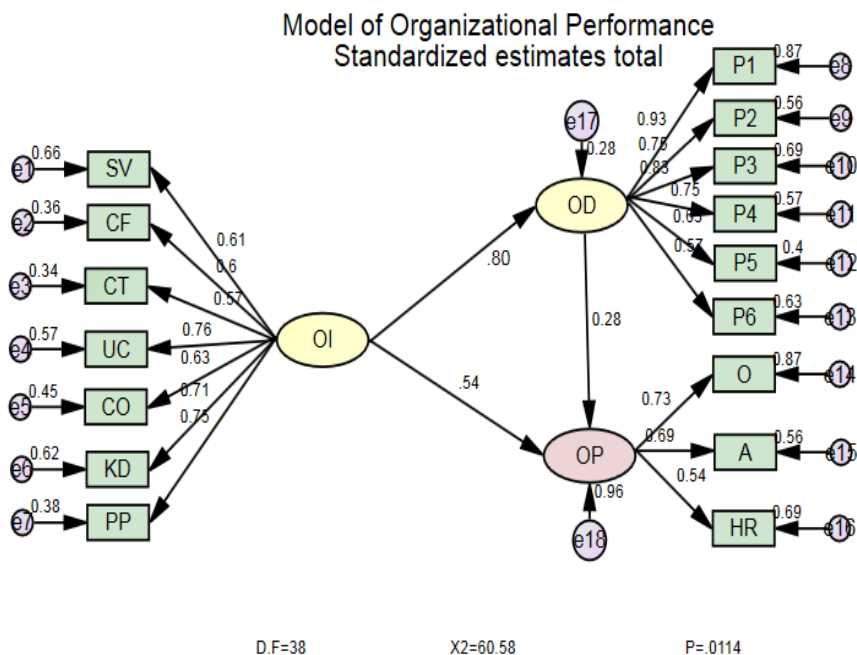 Model of Organizational Performance
Standardized estimates total
e1 0.66 SV
e2 0.36 CF
e3 0.34 CT
e4 0.57 UC
e5 0.45 CO
e6 0.62 KD
e7 0.38 PP
0.61
0.6
0.57
0.76
0.63
0.71
0.75
OI
.80
.54
e17
0.28
OD
0.28
OP
0.96
e18
0.93
0.75
0.83
0.75
0.65
0.57
P1 0.87 e8
P2 0.56 e9
P3 0.69 e10
P4 0.57 e11
P5 0.4 e12
P6 0.63 e13
0.73
0.69
0.54
O 0.87 e14
A 0.56 e15
HR 0.69 e16
D.F=38 X2=60.58 P=.0114